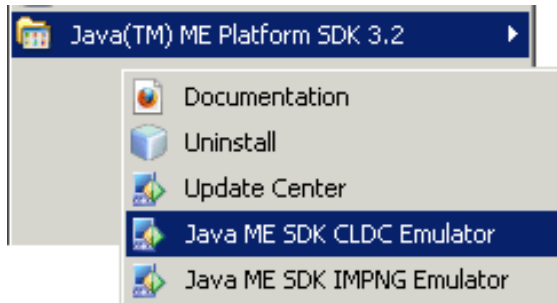 Java(TM) ME Platform SDK 3.2
Documentation
Uninstall
Update Center
Java ME SDK CLDC Emulator
Java ME SDK IMPNG Emulator